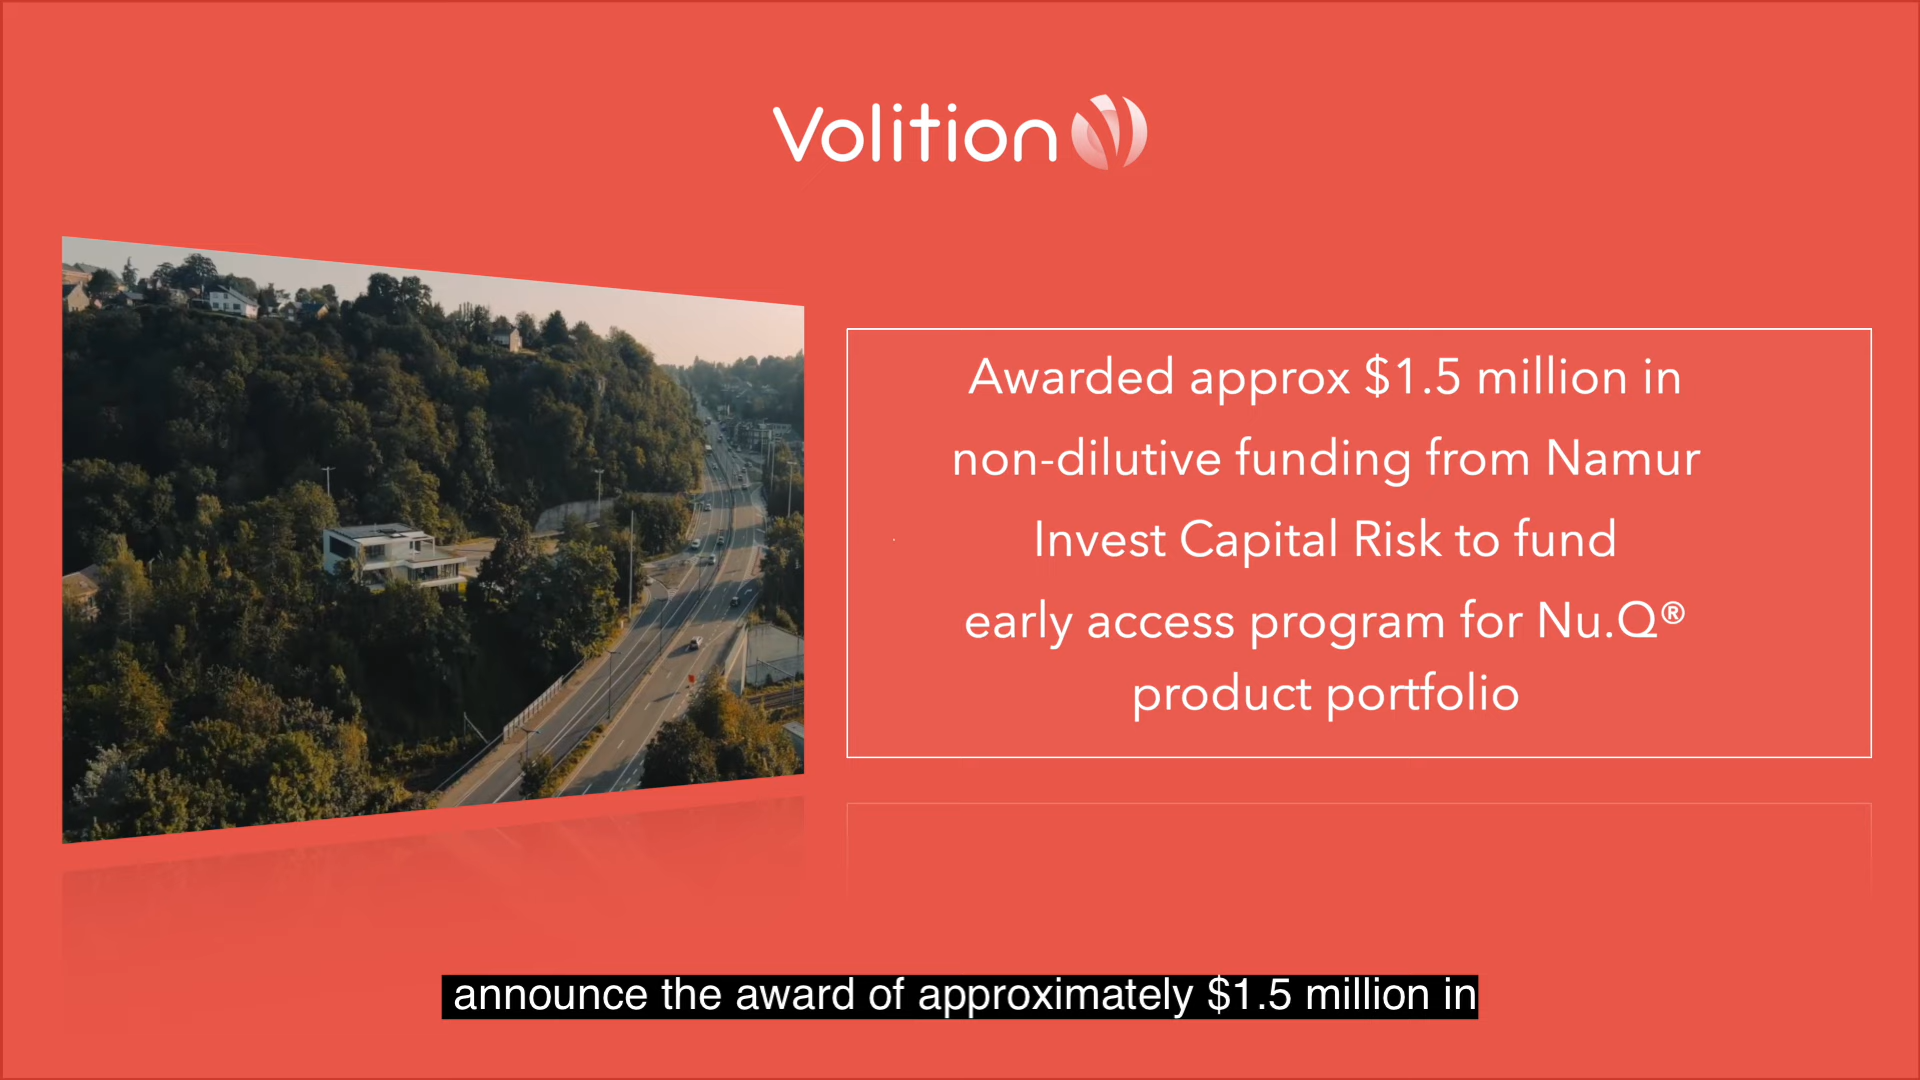 Volition
Awarded approx $1.5 million in
non-dilutive funding from Namur
Invest Capital Risk to fund
early access program for Nu.Q®
product portfolio
announce the award of approximately $1.5 million in